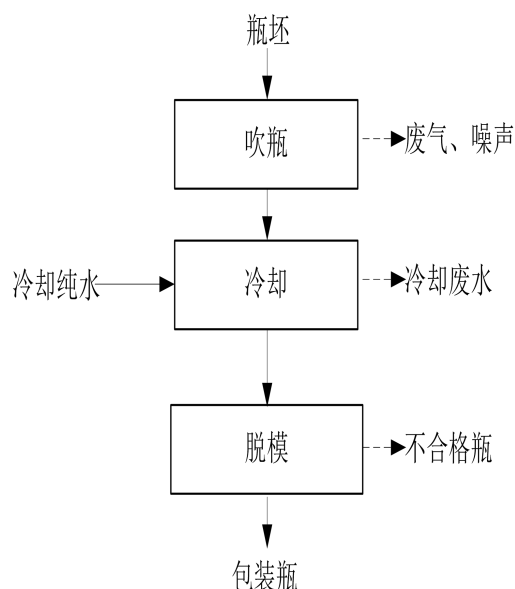 瓶坯
吹瓶
废气、噪声
冷却纯水
冷却
冷却废水
脱模
不合格瓶
包装瓶